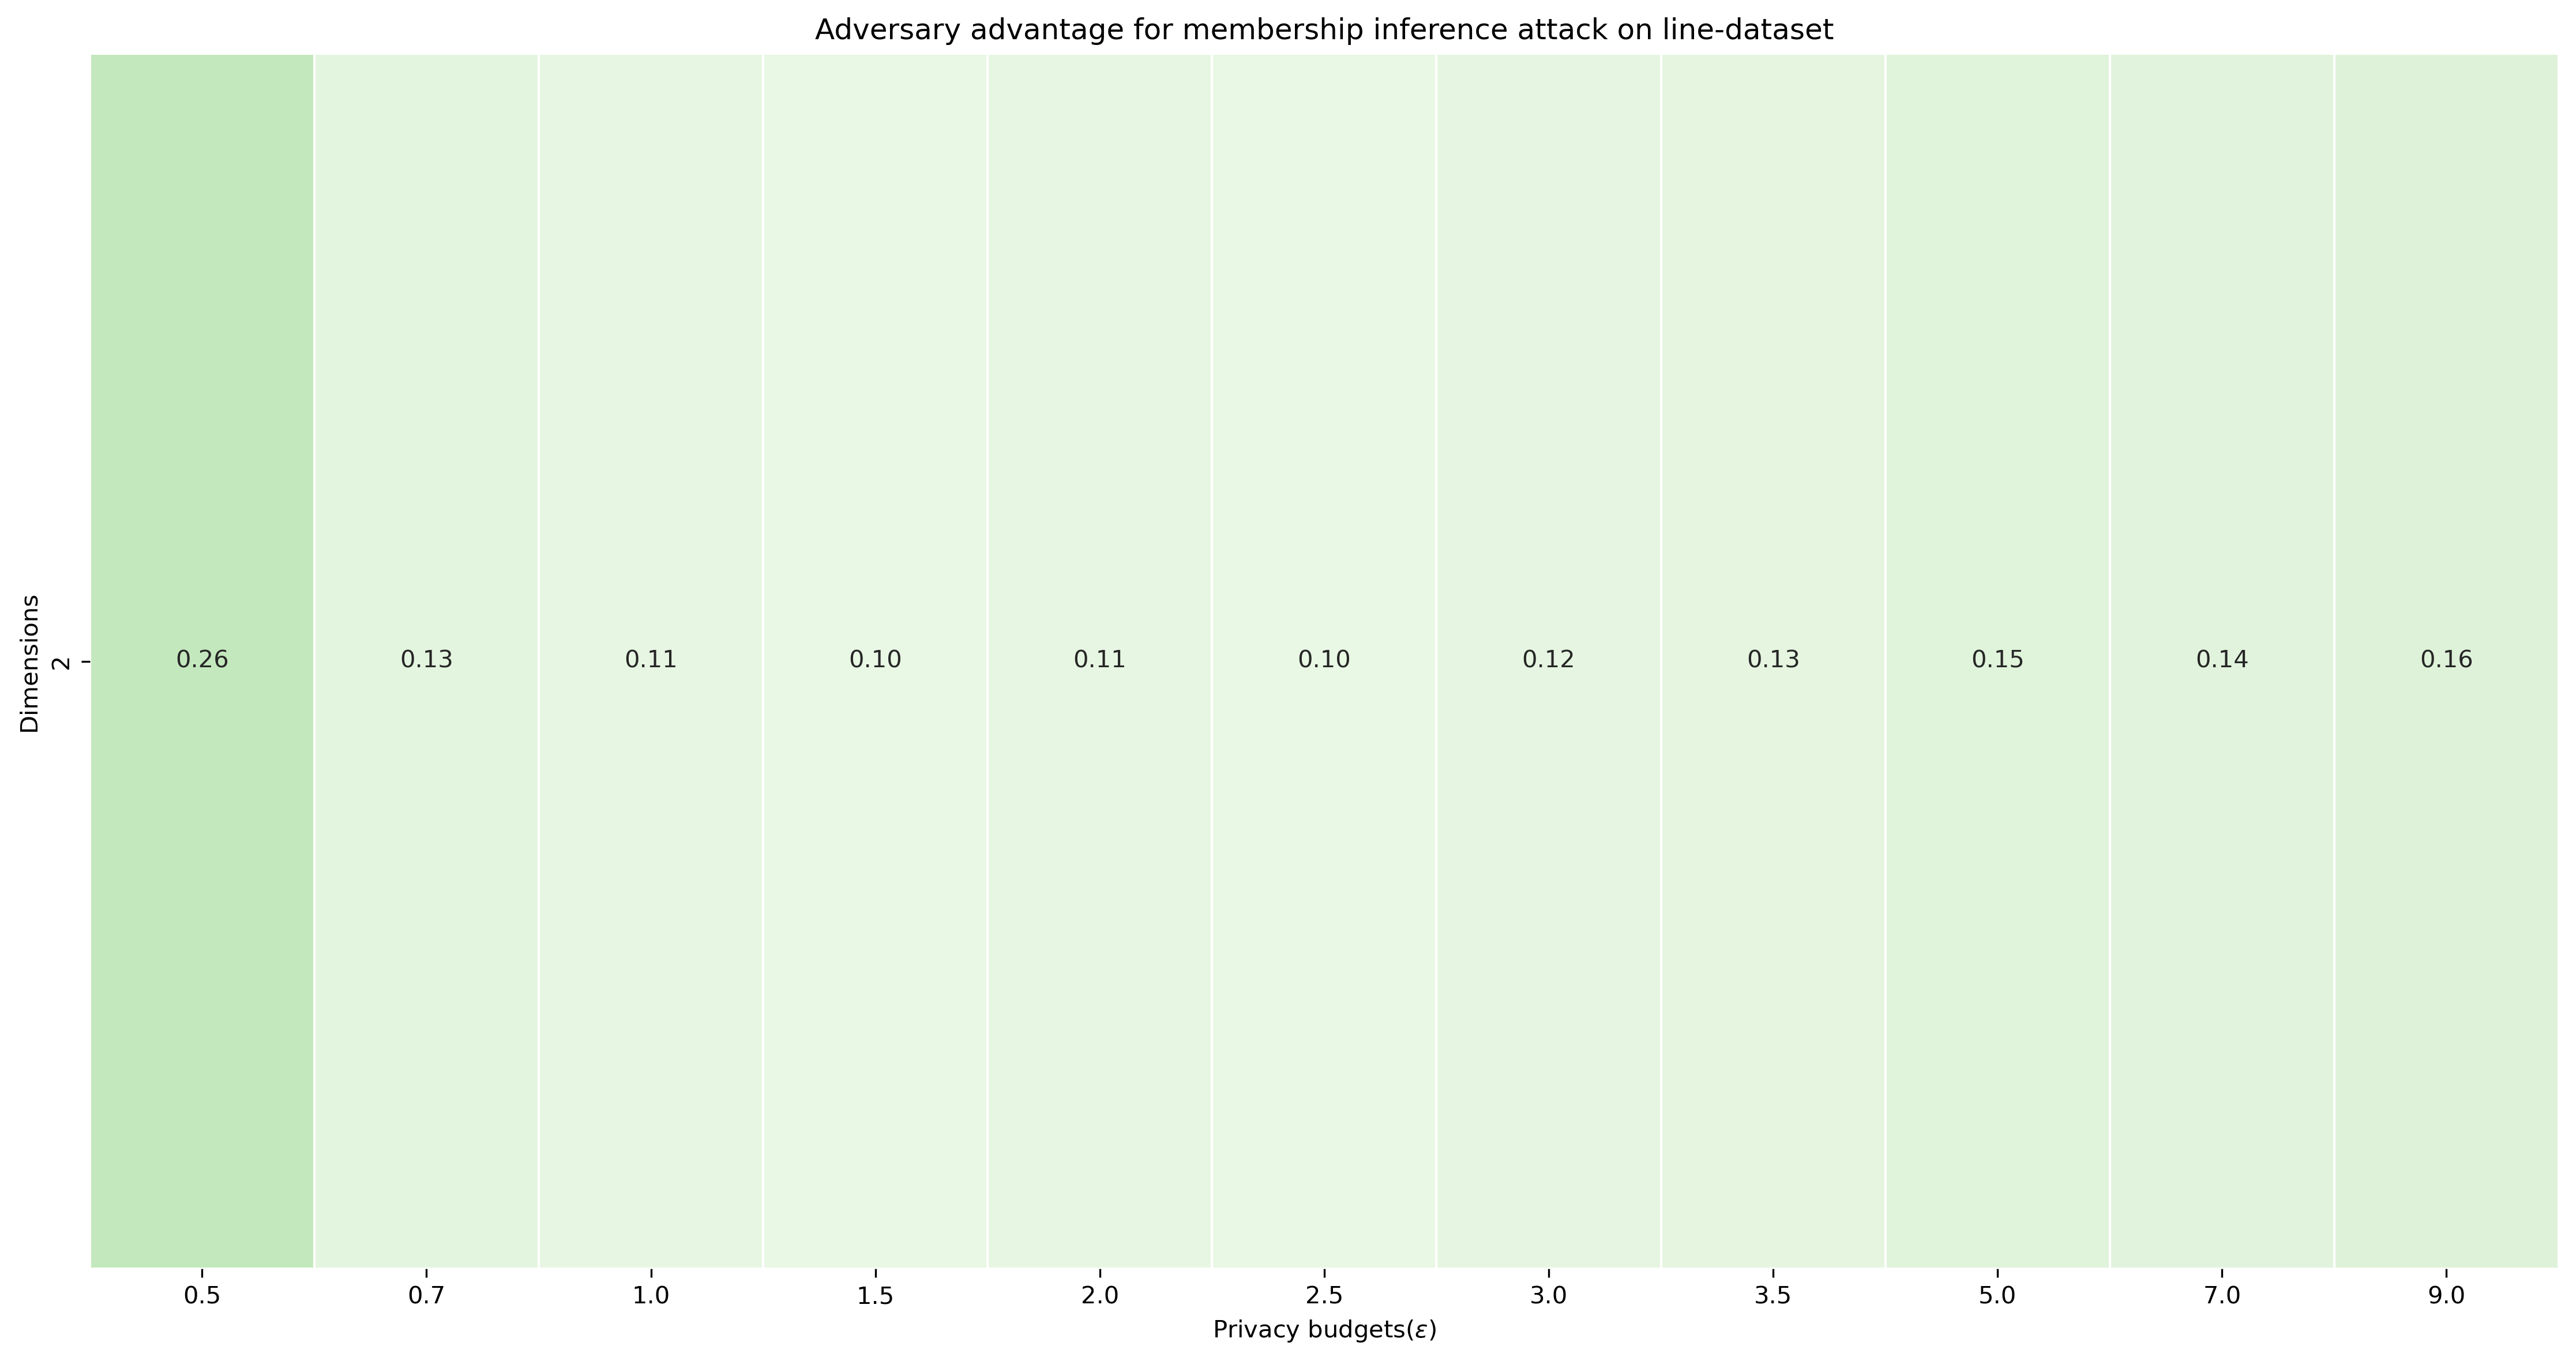 Adversary advantage for membership inference attack on line-dataset
Dimensions
2
0.26 0.13 0.11 0.10 0.11 0.10 0.12 0.13 0.15 0.14 0.16
0.5 0.7 1.0 1.5 2.0 2.5 3.0 3.5 5.0 7.0 9.0
Privacy budgets(ε)